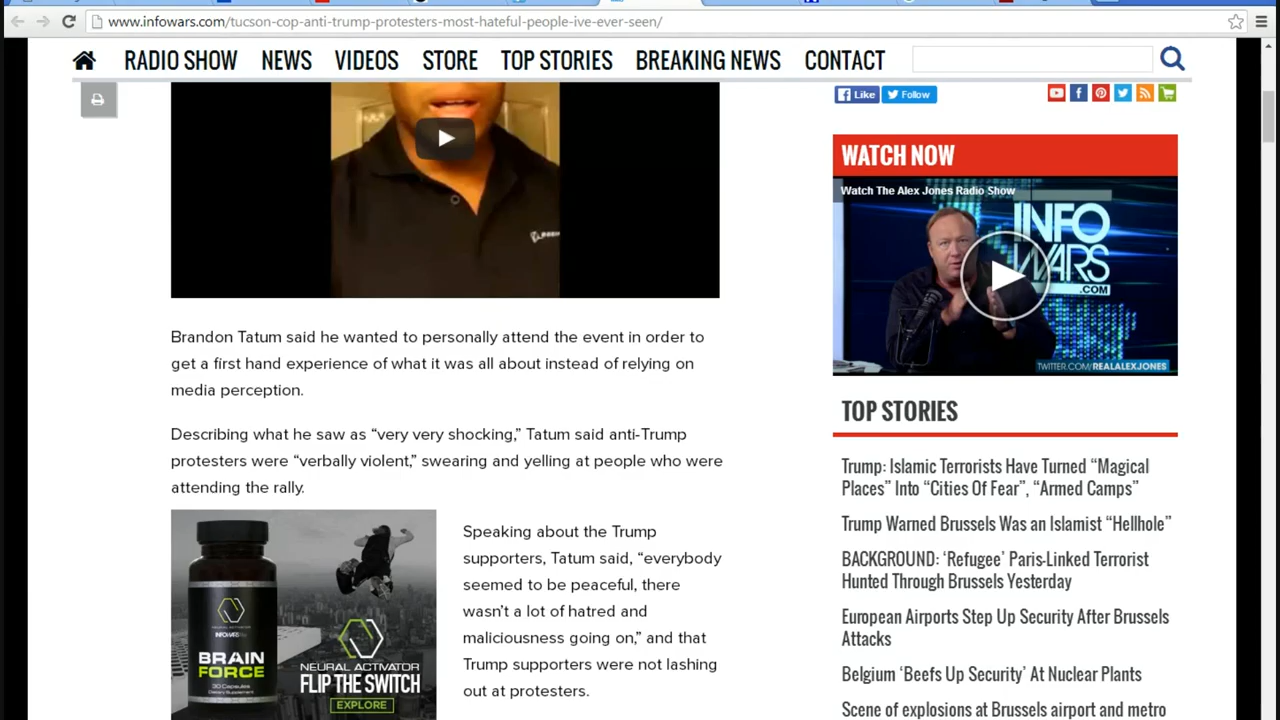 www.infowars.com/tucson-cop-anti-trump-protesters-most-hateful-people-ive-ever-seen/
RADIO SHOW NEWS VIDEOS STORE TOP STORIES BREAKING NEWS CONTACT
Like Follow
WATCH NOW
Watch The Alex Jones Radio Show
INFO
WARS
.COM
TWITTER.COM/REALALEXJONES
Brandon Tatum said he wanted to personally attend the event in order to
get a first hand experience of what it was all about instead of relying on
media perception.
Describing what he saw as “very very shocking,” Tatum said anti-Trump
protesters were “verbally violent,” swearing and yelling at people who were
attending the rally.
BRAIN
FORCE
30 Capsules
NEURAL ACTIVATOR
FLIP THE SWITCH
EXPLORE
Speaking about the Trump
supporters, Tatum said, “everybody
seemed to be peaceful, there
wasn’t a lot of hatred and
maliciousness going on,” and that
Trump supporters were not lashing
out at protesters.
TOP STORIES
Trump: Islamic Terrorists Have Turned “Magical
Places” Into “Cities Of Fear”, “Armed Camps”
Trump Warned Brussels Was an Islamist “Hellhole”
BACKGROUND: ‘Refugee’ Paris-Linked Terrorist
Hunted Through Brussels Yesterday
European Airports Step Up Security After Brussels
Attacks
Belgium ‘Beefs Up Security’ At Nuclear Plants
Scene of explosions at Brussels airport and metro